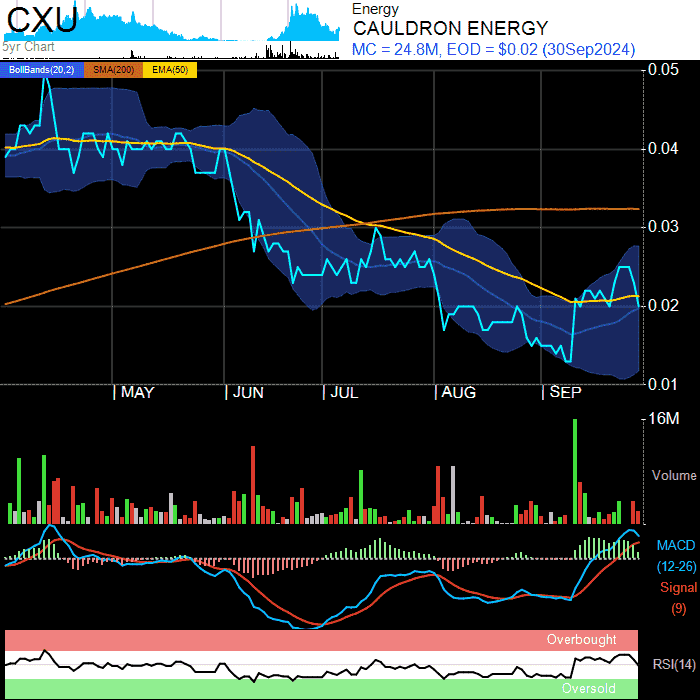 CXU
5yr Chart
Energy
CAULDRON ENERGY
MC = 24.8M, EOD = $0.02 (30Sep2024)
BollBands(20,2) SMA(200) EMA(50)
0.05
0.04
0.03
0.02
0.01
MAY JUN JUL AUG SEP
16M
Volume
MACD
(12-26)
Signal
(9)
Overbought
RSI(14)
Oversold